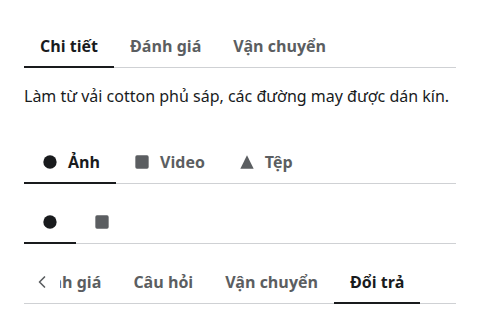 Chi tiết Đánh giá Vận chuyển
Làm từ vải cotton phủ sáp, các đường may được dán kín.
Ảnh Video Tệp
giá Câu hỏi Vận chuyển Đổi trả